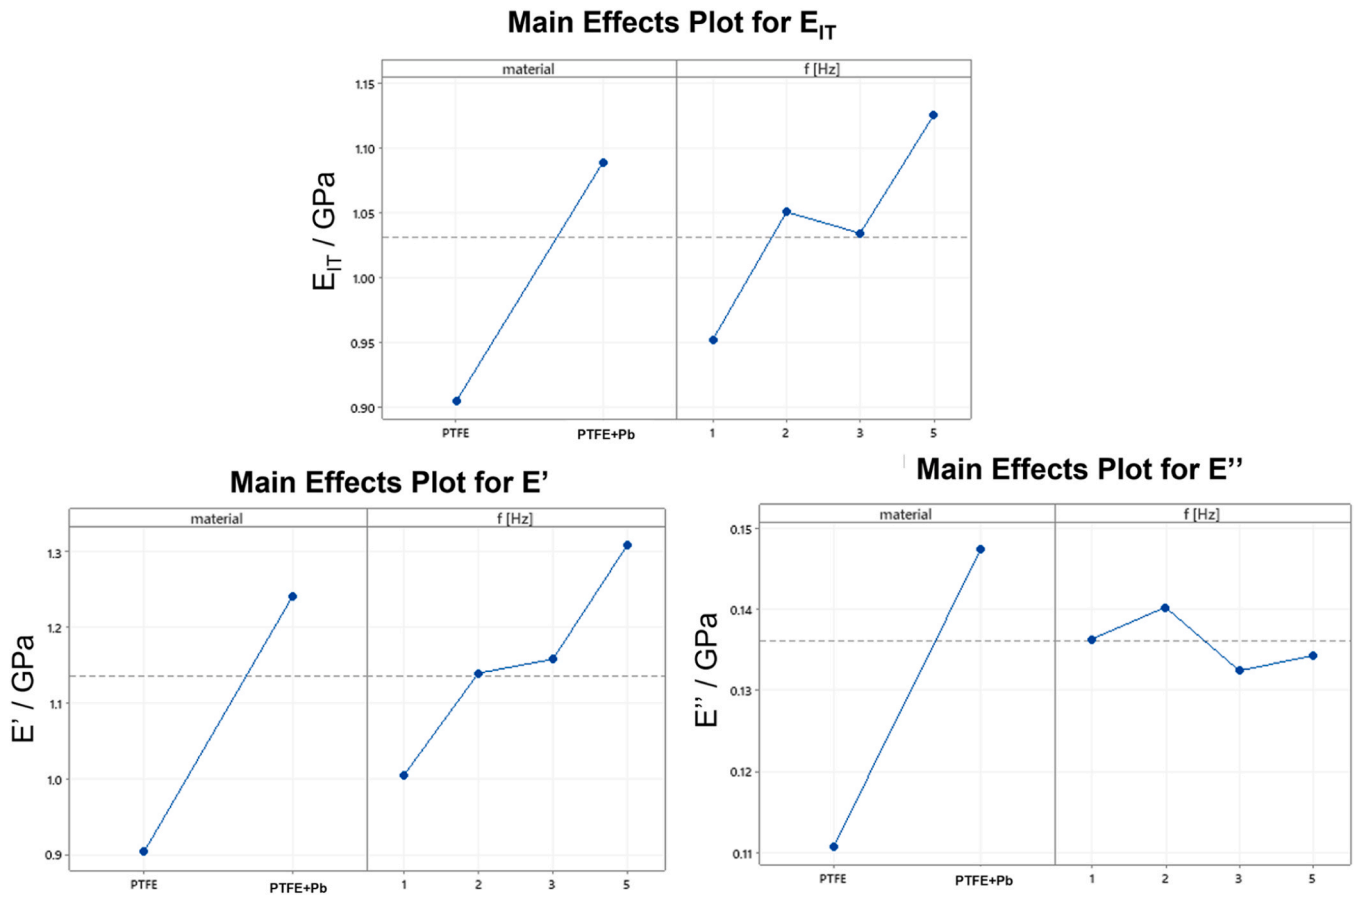 Main Effects Plot for EIT
material f [Hz]
1.15
1.10
1.05
1.00
0.95
0.90
EIT / GPa
PTFE PTFE+Pb 1 2 3 5
Main Effects Plot for E’
material f [Hz]
1.3
1.2
1.1
1.0
0.9
E’ / GPa
PTFE PTFE+Pb 1 2 3 5
Main Effects Plot for E’’
material f [Hz]
0.15
0.14
0.13
0.12
0.11
E’’ / GPa
PTFE PTFE+Pb 1 2 3 5